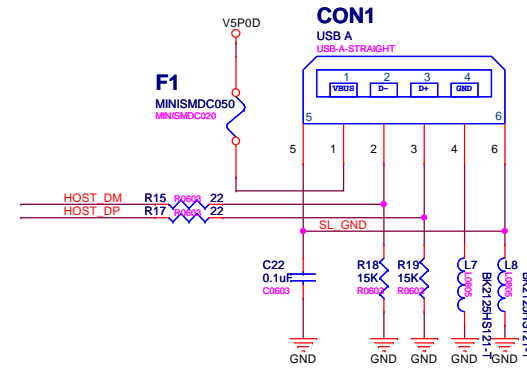 CON1
USB A
USB-A-STRAIGHT
V5P0D
F1
MINISMDC050
MINISMDC020
1 2 3 4
VBUS D- D+ GND
5 6
5 1 2 3 4 6
HOST_DM R15 R0603 22
HOST_DP R17 R0603 22
SL_GND
C22 R18 R19 L7 L8
0.1uF 15K 15K L0805 L0805
C0603 R0603 R0603
BK2125HS121-T BK2125HS121-T
GND GND GND GND GND